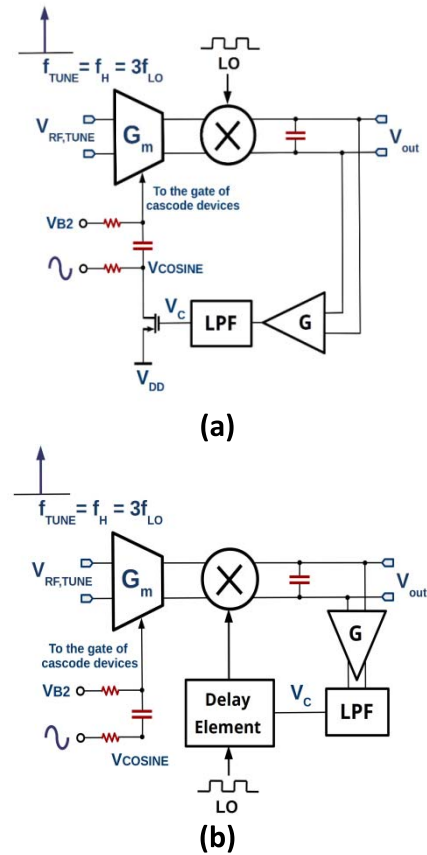 LO
f_TUNE = f_H = 3f_LO
V_RF,TUNE
G_m
V_out
To the gate of
cascode devices
V_B2
V_COSINE
V_C
LPF
G
V_DD
(a)
f_TUNE = f_H = 3f_LO
V_RF,TUNE
G_m
V_out
G
To the gate of
cascode devices
V_B2
Delay
Element
V_C
LPF
V_COSINE
LO
(b)